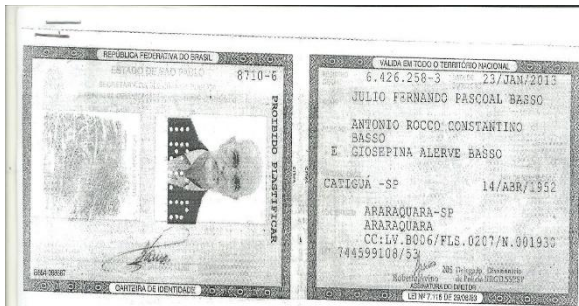 REPÚBLICA FEDERATIVA DO BRASIL
ESTADO DE SÃO PAULO
8710-6
PROIBIDO PLASTIFICAR
CARTEIRA DE IDENTIDADE
VÁLIDA EM TODO O TERRITÓRIO NACIONAL
6.426.258-3 23/JAN/2013
JULIO FERNANDO PASCOAL BASSO
ANTONIO ROCCO CONSTANTINO
BASSO
E GIOSEPINA ALERVE BASSO
CATIGUÁ -SP 14/ABR/1952
ARARAQUARA-SP
ARARAQUARA
CC:LV.B006/FLS.0207/N.001930
744599108/53
ASSINATURA DO DIRETOR
LEI Nº 7.116 DE 29/08/83